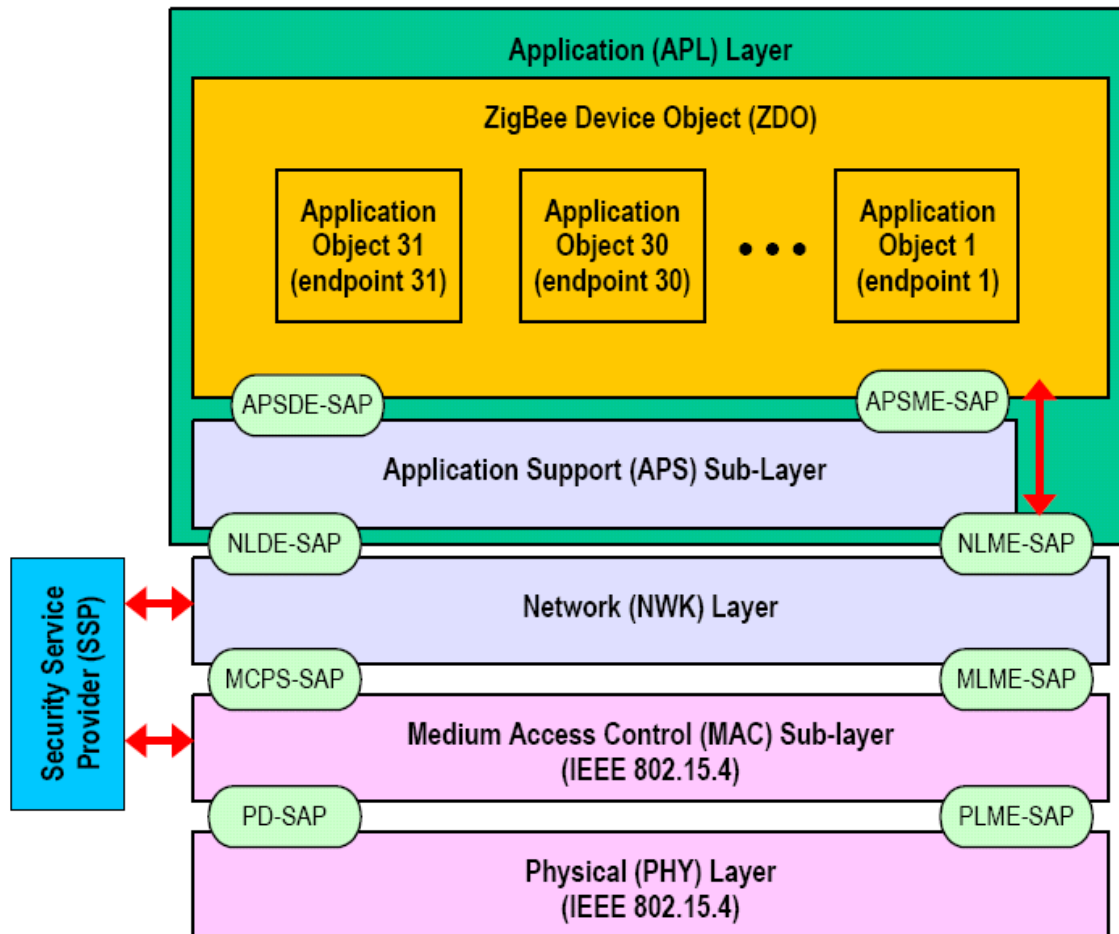 Application (APL) Layer
ZigBee Device Object (ZDO)
Application
Object 31
(endpoint 31)
Application
Object 30
(endpoint 30)
• • •
Application
Object 1
(endpoint 1)
APSDE-SAP
APSME-SAP
Application Support (APS) Sub-Layer
NLDE-SAP
NLME-SAP
Security Service
Provider (SSP)
Network (NWK) Layer
MCPS-SAP
MLME-SAP
Medium Access Control (MAC) Sub-layer
(IEEE 802.15.4)
PD-SAP
PLME-SAP
Physical (PHY) Layer
(IEEE 802.15.4)